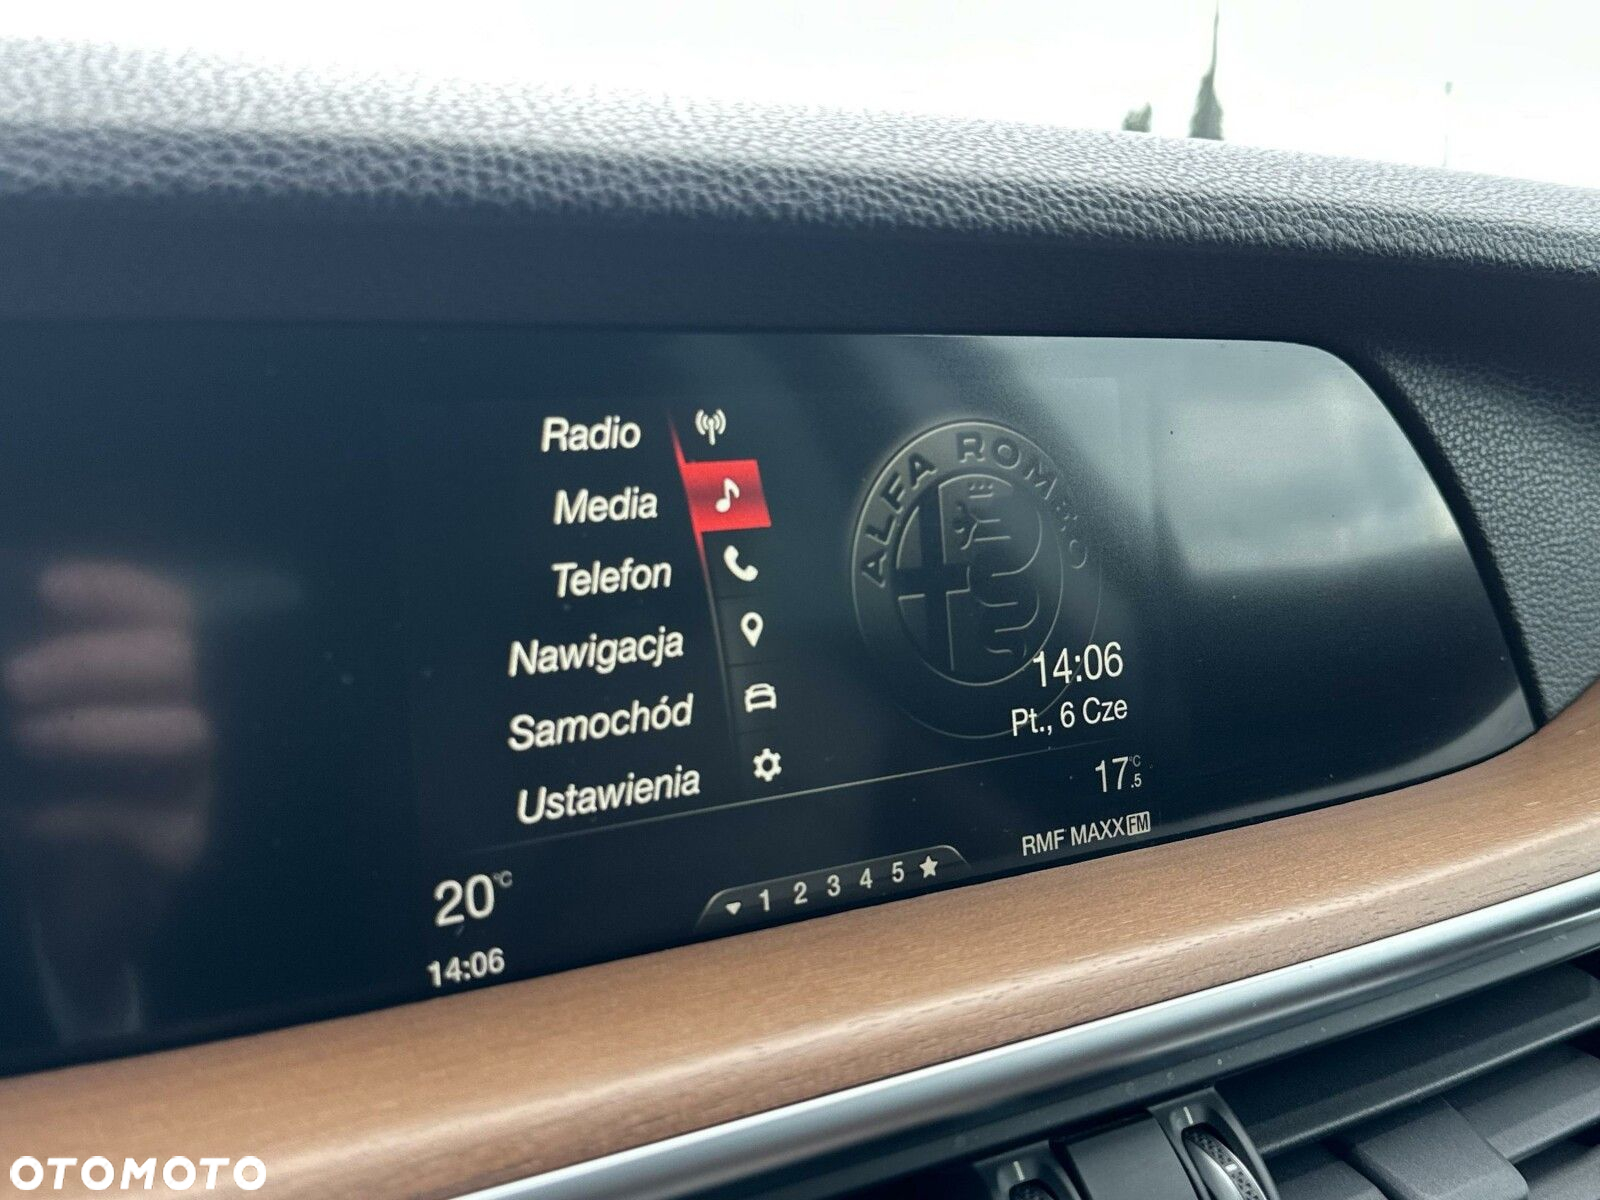 Radio
Media
Telefon
Nawigacja
Samochód
Ustawienia
ALFA ROMEO
14:06
Pt., 6 Cze
17.5°C
RMF MAXX FM
1 2 3 4 5
20°C
14:06
OTOMOTO